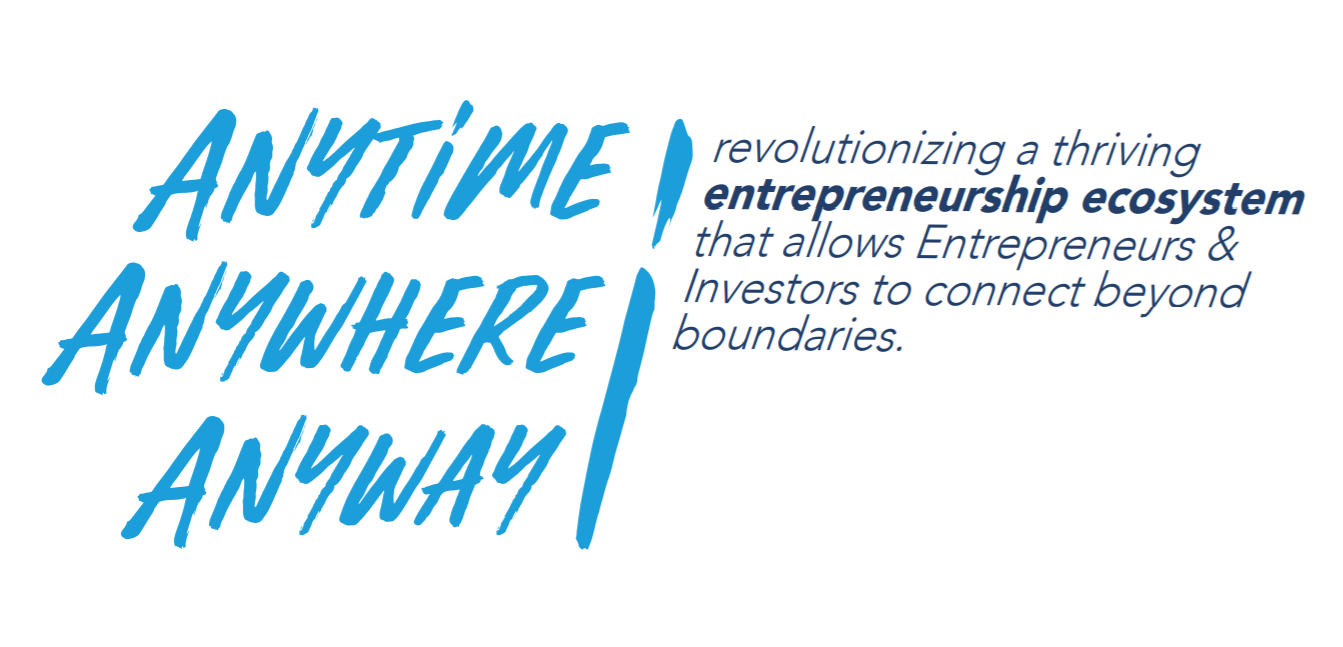 ANYTIME
ANYWHERE
ANYWAY
revolutionizing a thriving
entrepreneurship ecosystem
that allows Entrepreneurs &
Investors to connect beyond
boundaries.